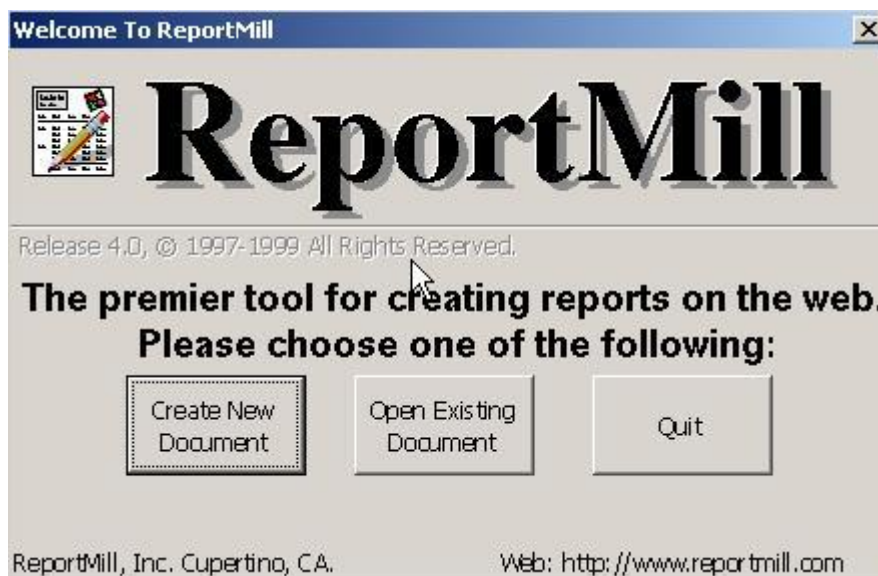 Welcome To ReportMill
ReportMill
Release 4.0, © 1997-1999 All Rights Reserved.
The premier tool for creating reports on the web.
Please choose one of the following:
Create New
Document
Open Existing
Document
Quit
ReportMill, Inc. Cupertino, CA.
Web: http://www.reportmill.com